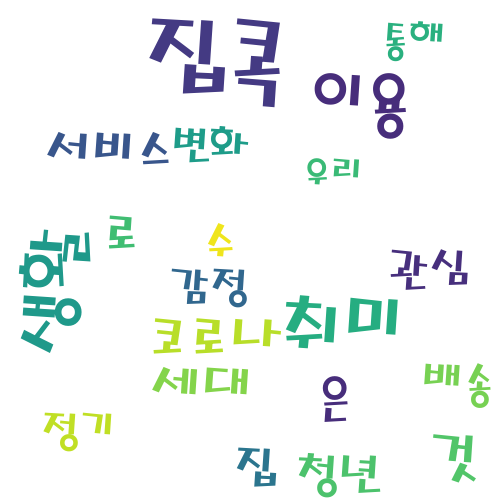 집콕
통해
이용
서비스
변화
우리
생활
로
수
관심
감정
코로나
취미
세대
은
배송
정기
집
청년
것